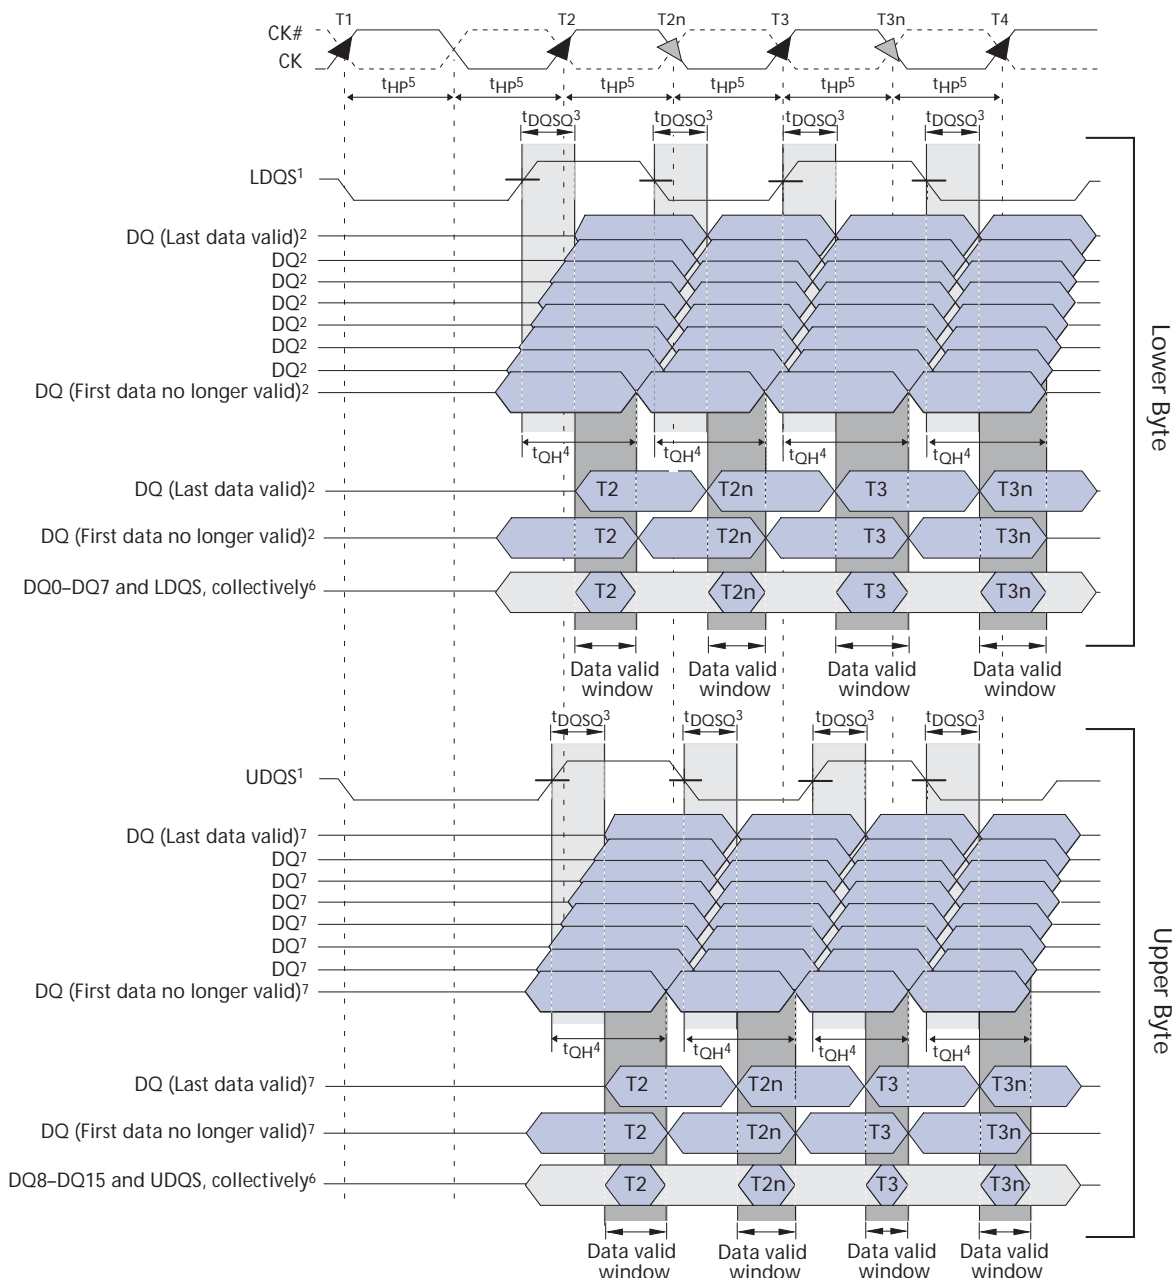 T1 T2 T2n T3 T3n T4
CK#
CK
tHP5 tHP5 tHP5 tHP5 tHP5 tHP5
tDQSQ3 tDQSQ3 tDQSQ3 tDQSQ3
LDQS1
DQ (Last data valid)2
DQ2
DQ2
DQ2
DQ2
DQ2
DQ2
DQ (First data no longer valid)2
tQH4 tQH4 tQH4 tQH4
DQ (Last data valid)2 T2 T2n T3 T3n
DQ (First data no longer valid)2 T2 T2n T3 T3n
DQ0–DQ7 and LDQS, collectively6 T2 T2n T3 T3n
Data valid window Data valid window Data valid window Data valid window
Lower Byte
tDQSQ3 tDQSQ3 tDQSQ3 tDQSQ3
UDQS1
DQ (Last data valid)7
DQ7
DQ7
DQ7
DQ7
DQ7
DQ7
DQ (First data no longer valid)7
tQH4 tQH4 tQH4 tQH4
DQ (Last data valid)7 T2 T2n T3 T3n
DQ (First data no longer valid)7 T2 T2n T3 T3n
DQ8–DQ15 and UDQS, collectively6 T2 T2n T3 T3n
Data valid window Data valid window Data valid window Data valid window
Upper Byte